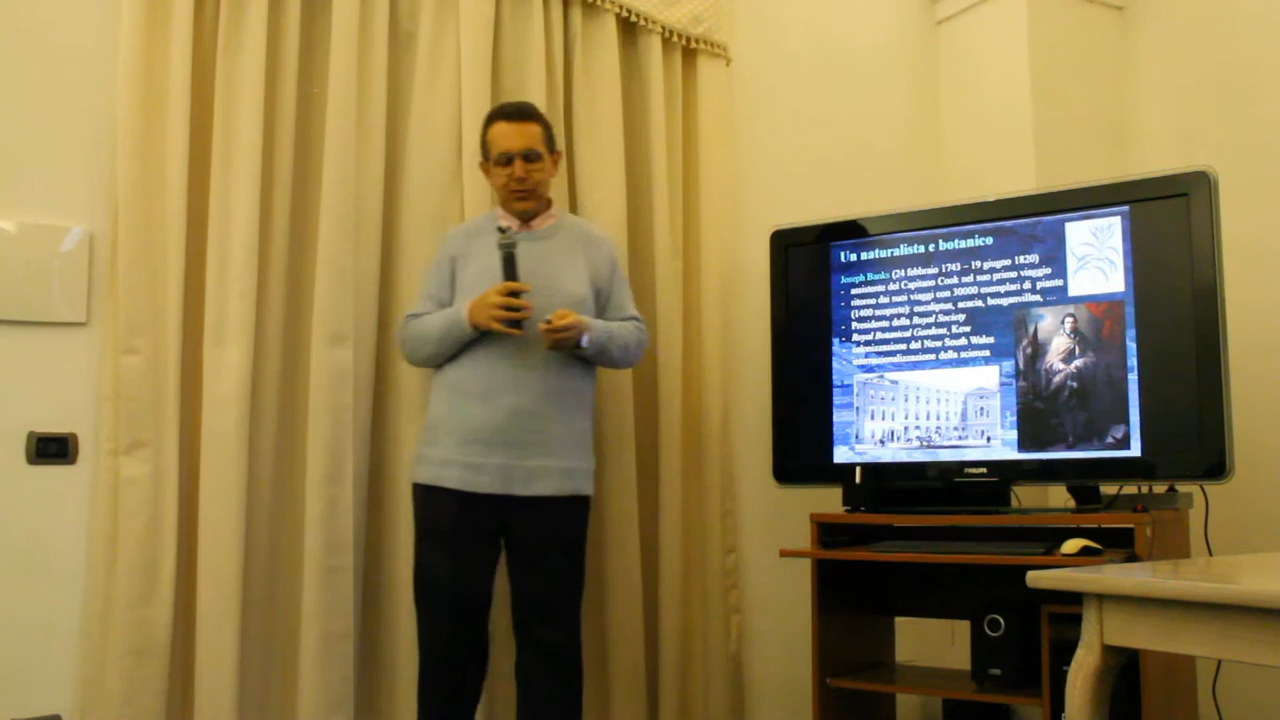 Un naturalista e botanico
Joseph Banks (24 febbraio 1743 – 19 giugno 1820)
- assistente del Capitano Cook nel suo primo viaggio
- ritorno dai suoi viaggi con 30000 esemplari di piante
(1400 scoperte): eucaliptus, acacia, bouganvillea, …
- Presidente della Royal Society
- Royal Botanical Gardens, Kew
- colonizzazione del New South Wales
- internazionalizzazione della scienza
PHILIPS